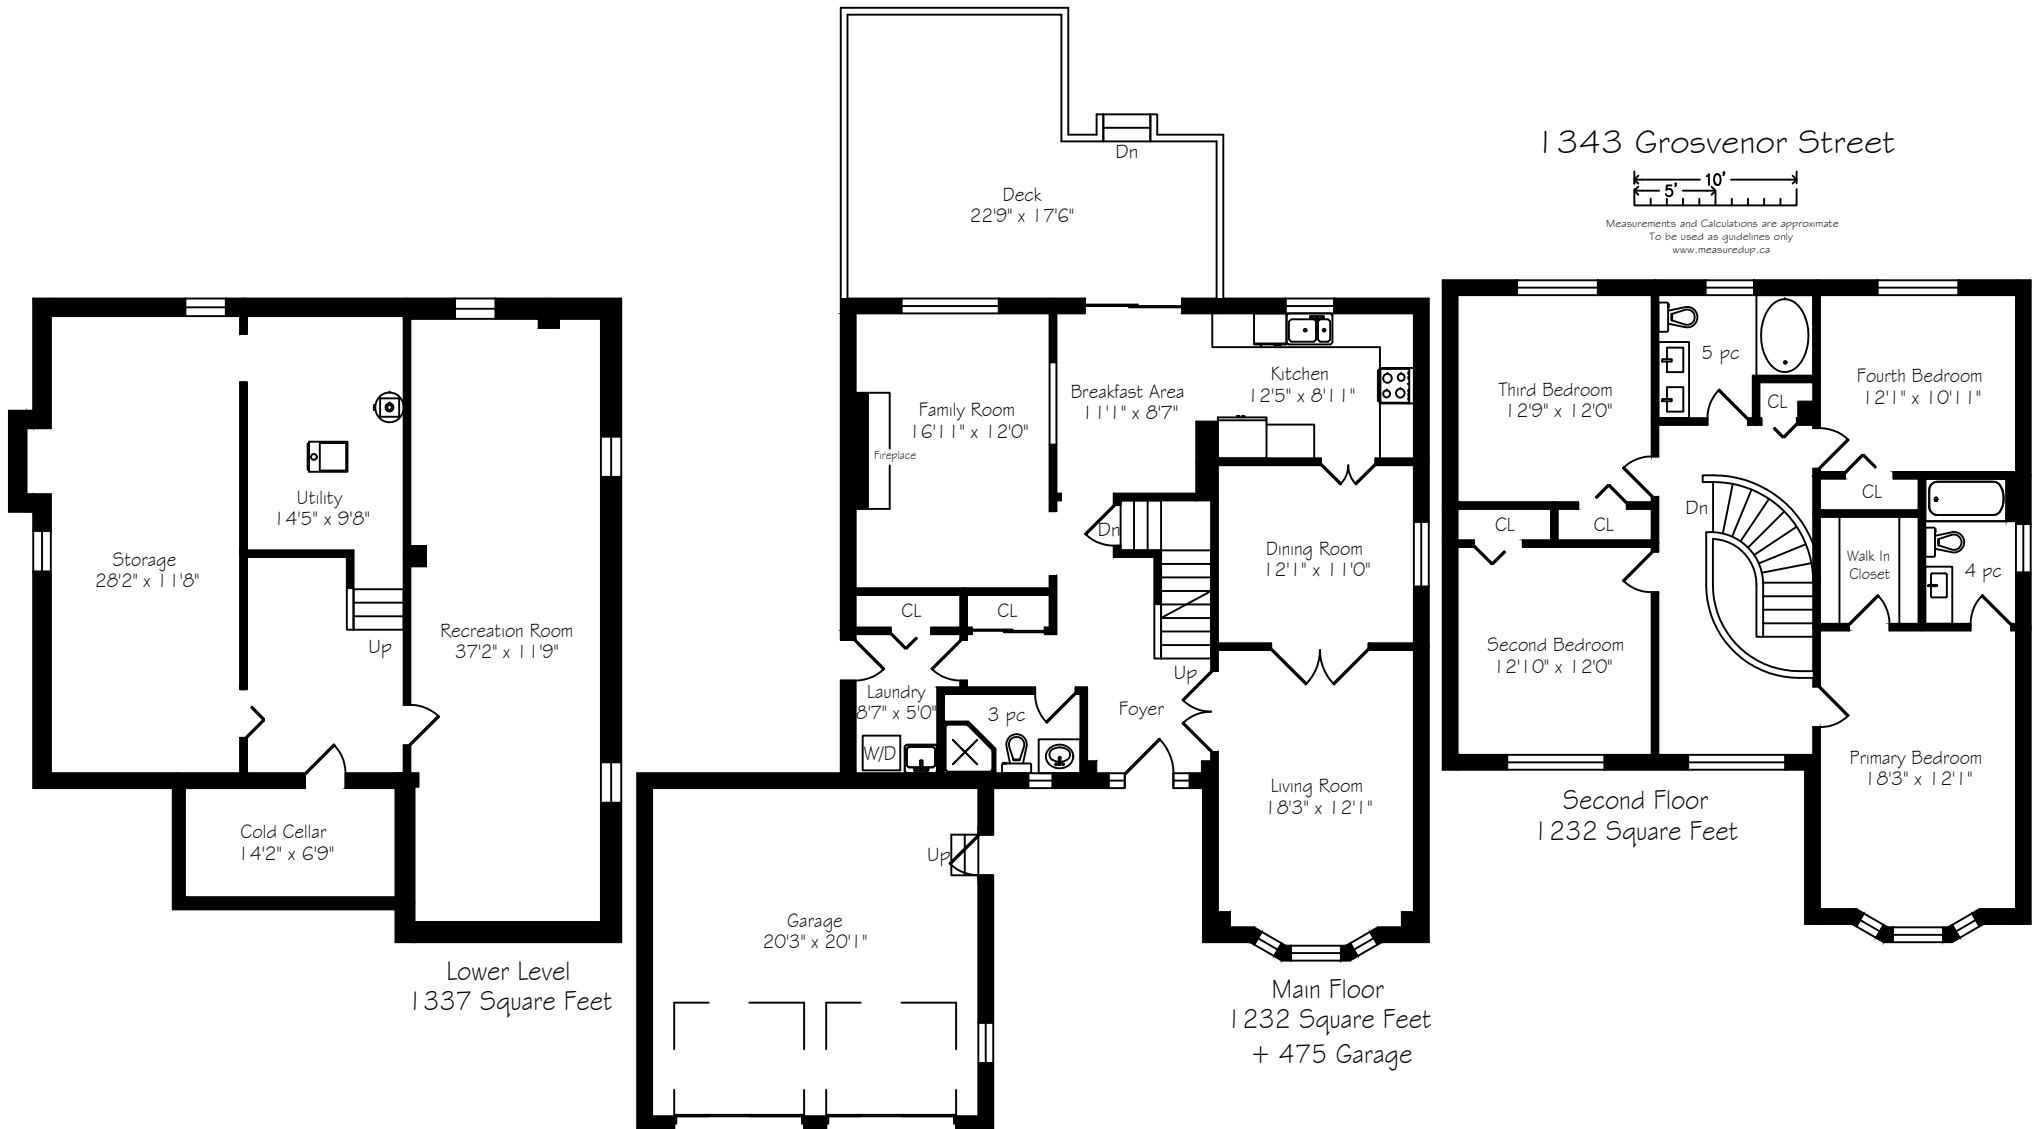 1343 Grosvenor Street
10'
5'
Measurements and Calculations are approximate
To be used as guidelines only
www.measuredup.ca
Storage
28'2" x 11'8"
Utility
14'5" x 9'8"
Up
Recreation Room
37'2" x 11'9"
Cold Cellar
14'2" x 6'9"
Lower Level
1337 Square Feet
Deck
22'9" x 17'6"
Dn
Family Room
16'11" x 12'0"
Fireplace
Breakfast Area
11'1" x 8'7"
Kitchen
12'5" x 8'11"
Dn
Dining Room
12'1" x 11'0"
CL
CL
Up
Laundry
8'7" x 5'0"
W/D
3 pc
Foyer
Living Room
18'3" x 12'1"
Up
Garage
20'3" x 20'1"
Main Floor
1232 Square Feet
+ 475 Garage
Third Bedroom
12'9" x 12'0"
5 pc
CL
Fourth Bedroom
12'1" x 10'11"
CL
CL
CL
Dn
Walk In
Closet
4 pc
Second Bedroom
12'10" x 12'0"
Primary Bedroom
18'3" x 12'1"
Second Floor
1232 Square Feet